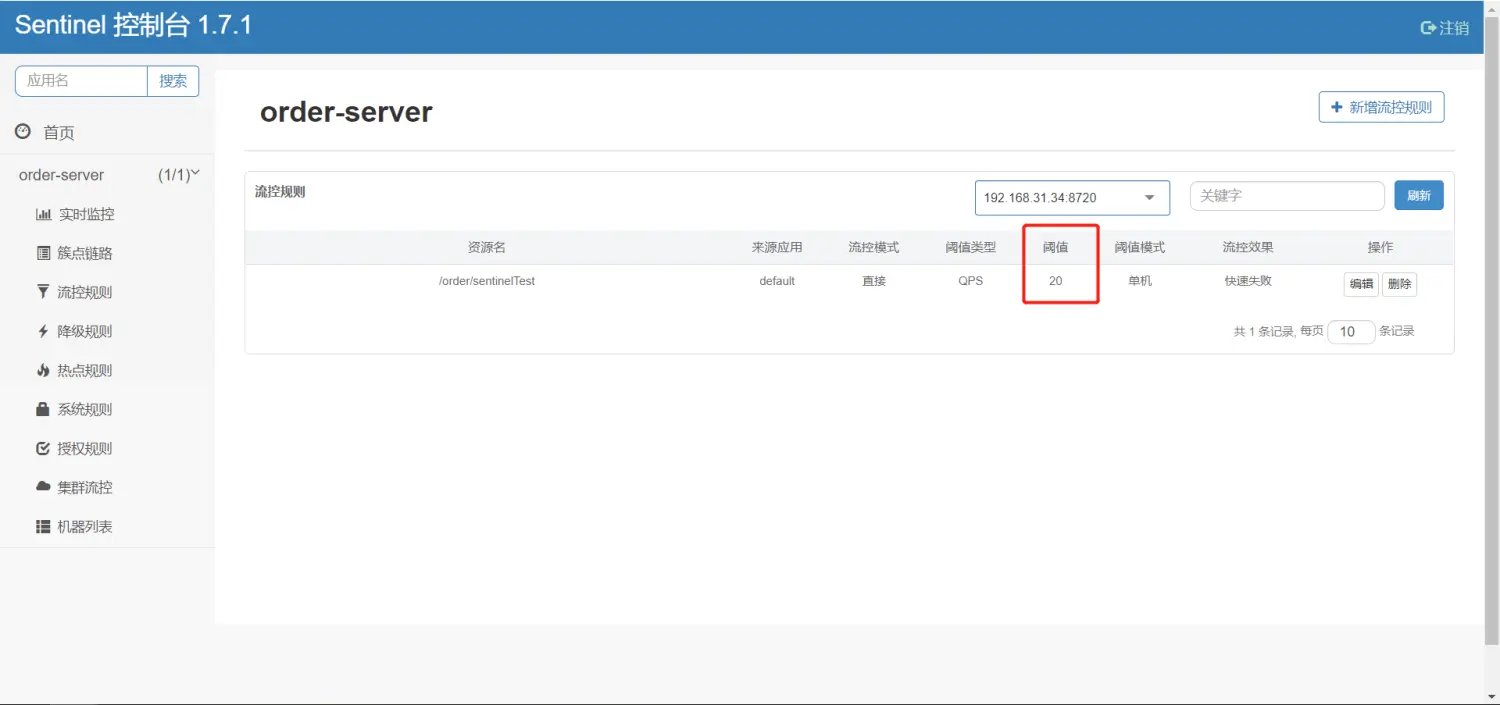 Sentinel 控制台 1.7.1
注销
应用名 搜索
首页
order-server (1/1)
实时监控
簇点链路
流控规则
降级规则
热点规则
系统规则
授权规则
集群流控
机器列表
order-server
新增流控规则
流控规则 192.168.31.34:8720 关键字 刷新
资源名 来源应用 流控模式 阈值类型 阈值 阈值模式 流控效果 操作
/order/sentinelTest default 直接 QPS 20 单机 快速失败 编辑 删除
共 1 条记录, 每页 10 条记录